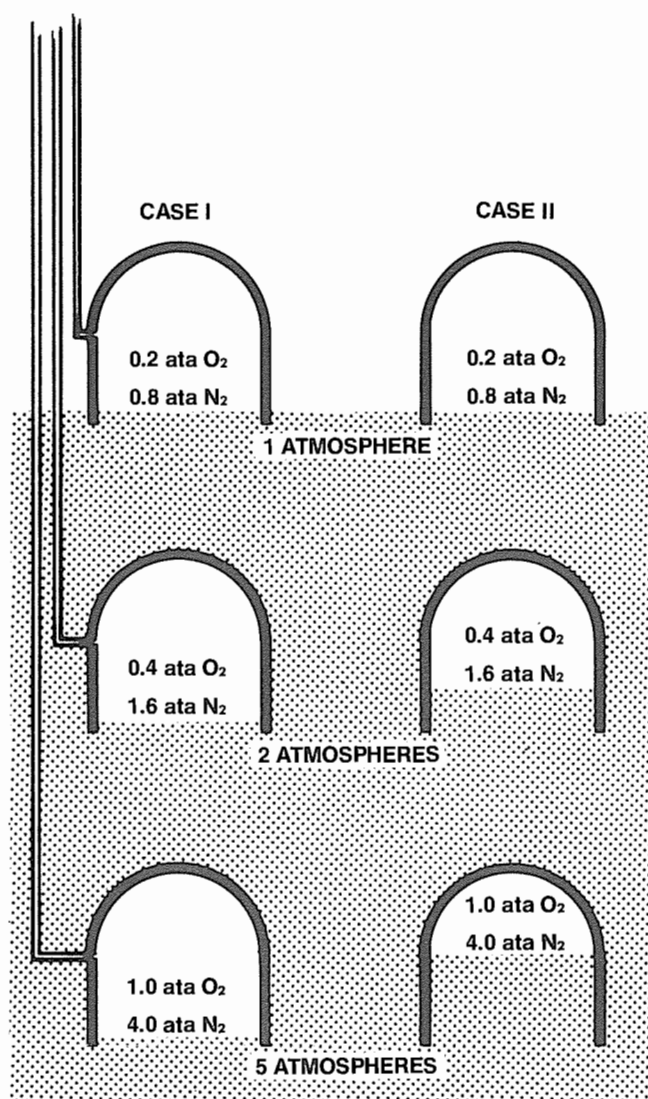 CASE I
CASE II
0.2 ata O₂
0.8 ata N₂
0.2 ata O₂
0.8 ata N₂
1 ATMOSPHERE
0.4 ata O₂
1.6 ata N₂
0.4 ata O₂
1.6 ata N₂
2 ATMOSPHERES
1.0 ata O₂
4.0 ata N₂
1.0 ata O₂
4.0 ata N₂
5 ATMOSPHERES